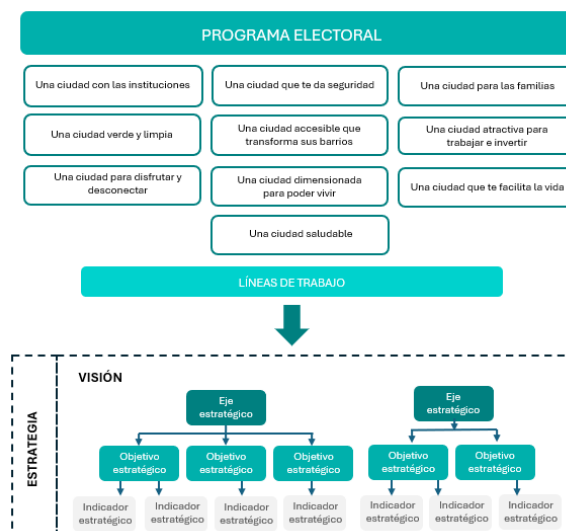 PROGRAMA ELECTORAL
Una ciudad con las instituciones
Una ciudad que te da seguridad
Una ciudad para las familias
Una ciudad verde y limpia
Una ciudad accesible que
transforma sus barrios
Una ciudad atractiva para
trabajar e invertir
Una ciudad para disfrutar y
desconectar
Una ciudad dimensionada
para poder vivir
Una ciudad que te facilita la vida
Una ciudad saludable
LÍNEAS DE TRABAJO
ESTRATEGIA
VISIÓN
Eje
estratégico
Eje
estratégico
Objetivo
estratégico
Objetivo
estratégico
Objetivo
estratégico
Objetivo
estratégico
Objetivo
estratégico
Indicador
estratégico
Indicador
estratégico
Indicador
estratégico
Indicador
estratégico
Indicador
estratégico
Indicador
estratégico
Indicador
estratégico